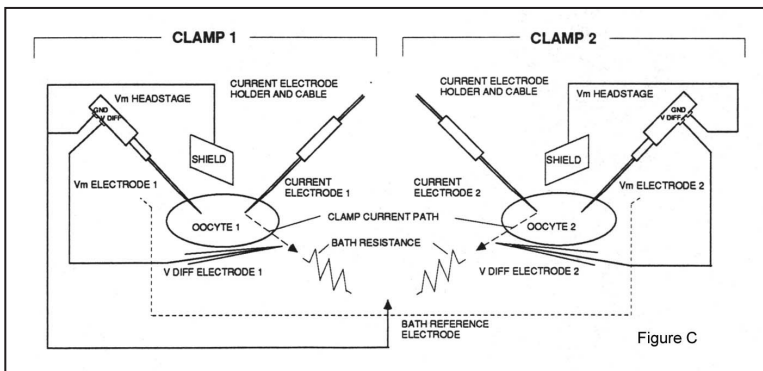 CLAMP 1
CLAMP 2
CURRENT ELECTRODE
HOLDER AND CABLE
CURRENT ELECTRODE
HOLDER AND CABLE
Vm HEADSTAGE
Vm HEADSTAGE
GND
V DIFF
GND
V DIFF
SHIELD
SHIELD
Vm ELECTRODE 1
CURRENT
ELECTRODE 1
CURRENT
ELECTRODE 2
Vm ELECTRODE 2
OOCYTE 1
CLAMP CURRENT PATH
OOCYTE 2
BATH RESISTANCE
V DIFF ELECTRODE 1
V DIFF ELECTRODE 2
BATH REFERENCE
ELECTRODE
Figure C